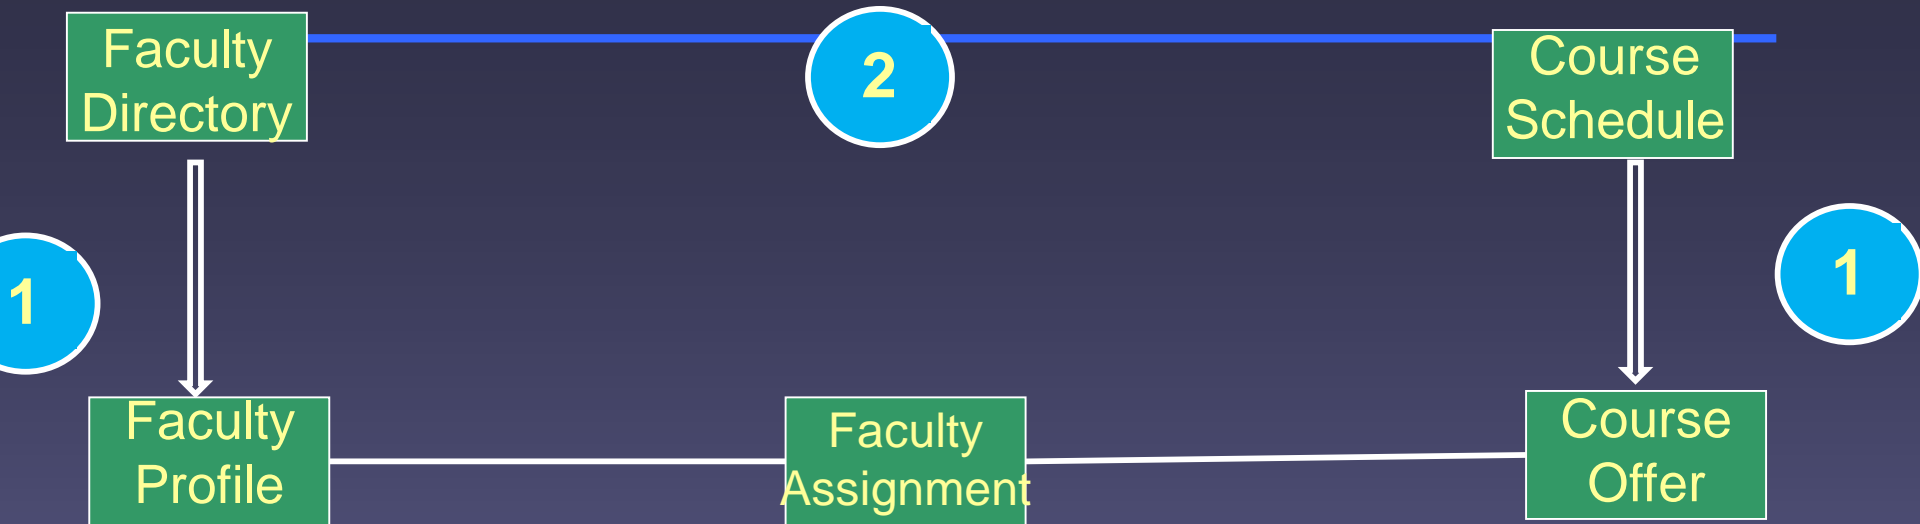 Faculty
Directory
2
Course
Schedule
1
1
Faculty
Profile
Faculty
Assignment
Course
Offer